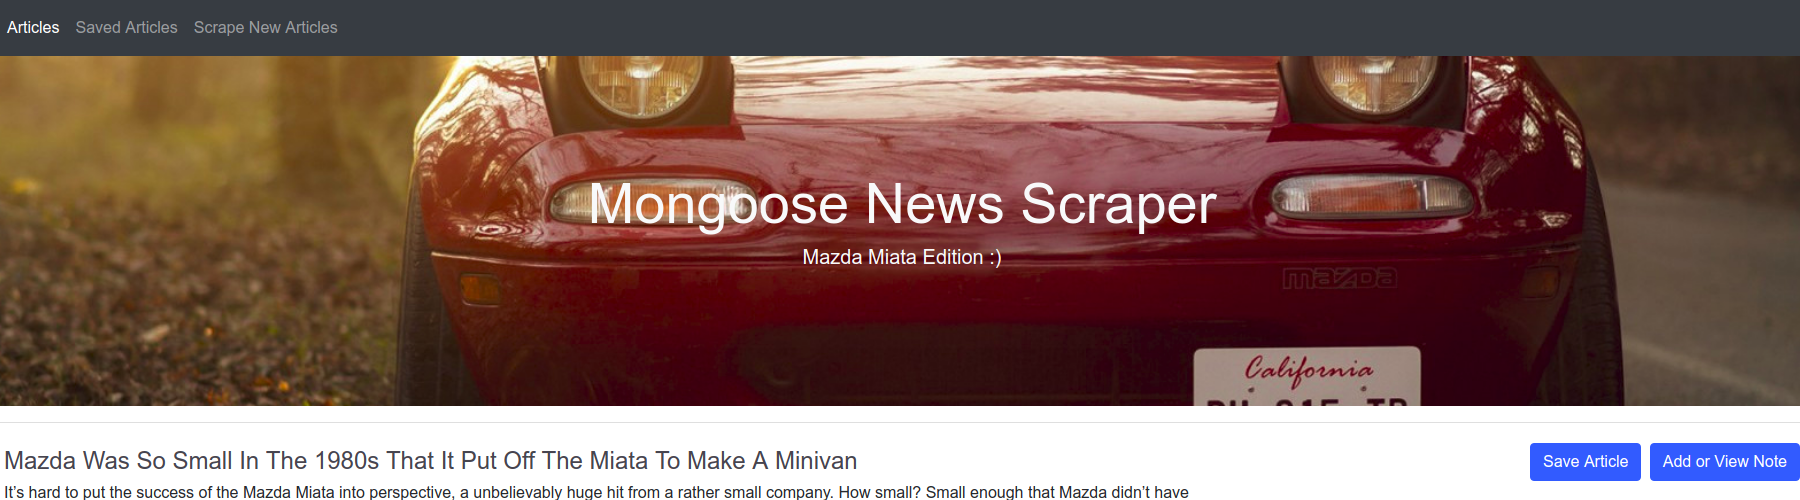 Articles Saved Articles Scrape New Articles
Mongoose News Scraper
Mazda Miata Edition :)
mazda
California
Mazda Was So Small In The 1980s That It Put Off The Miata To Make A Minivan
Save Article Add or View Note
It’s hard to put the success of the Mazda Miata into perspective, a unbelievably huge hit from a rather small company. How small? Small enough that Mazda didn’t have